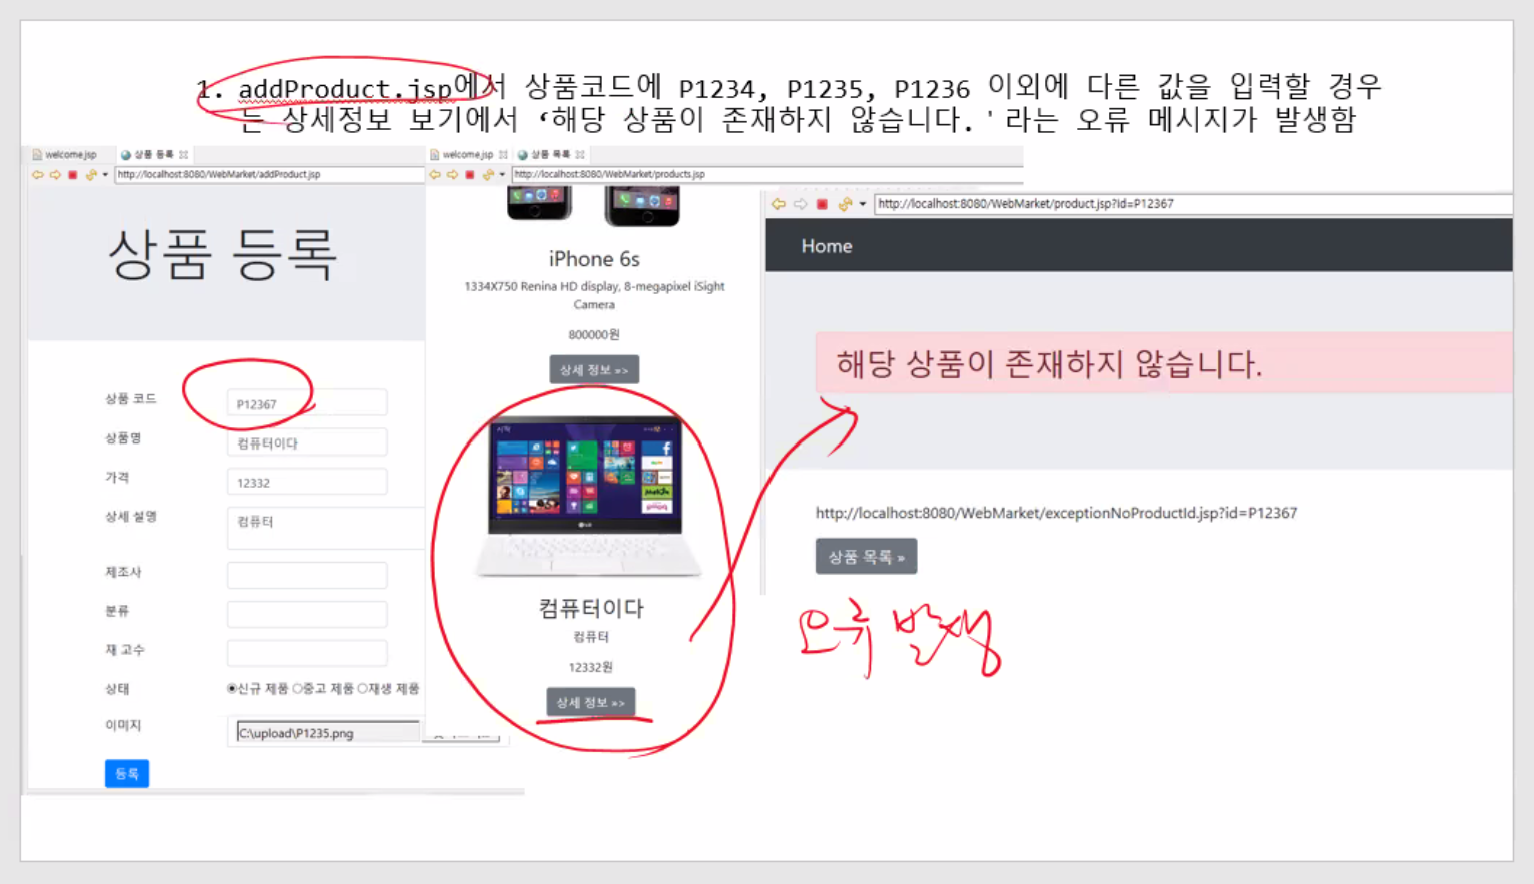 1. addProduct.jsp에서 상품코드에 P1234, P1235, P1236 이외에 다른 값을 입력할 경우
는 상세정보 보기에서 ‘해당 상품이 존재하지 않습니다.'라는 오류 메시지가 발생함
welcome.jsp
상품 등록
http://localhost:8080/WebMarket/addProduct.jsp
상품 등록
상품 코드
P12367
상품명
컴퓨터이다
가격
12332
상세 설명
컴퓨터
제조사
분류
재고수
상태
신규 제품 중고 제품 재생 제품
이미지
C:\upload\P1235.png
등록
welcome.jsp
상품 목록
http://localhost:8080/WebMarket/products.jsp
iPhone 6s
1334X750 Renina HD display, 8-megapixel iSight
Camera
800000원
상세 정보 >>
시작
LG
컴퓨터이다
컴퓨터
12332원
상세 정보 >>
http://localhost:8080/WebMarket/product.jsp?id=P12367
Home
해당 상품이 존재하지 않습니다.
http://localhost:8080/WebMarket/exceptionNoProductId.jsp?id=P12367
상품 목록 »
오류 발생